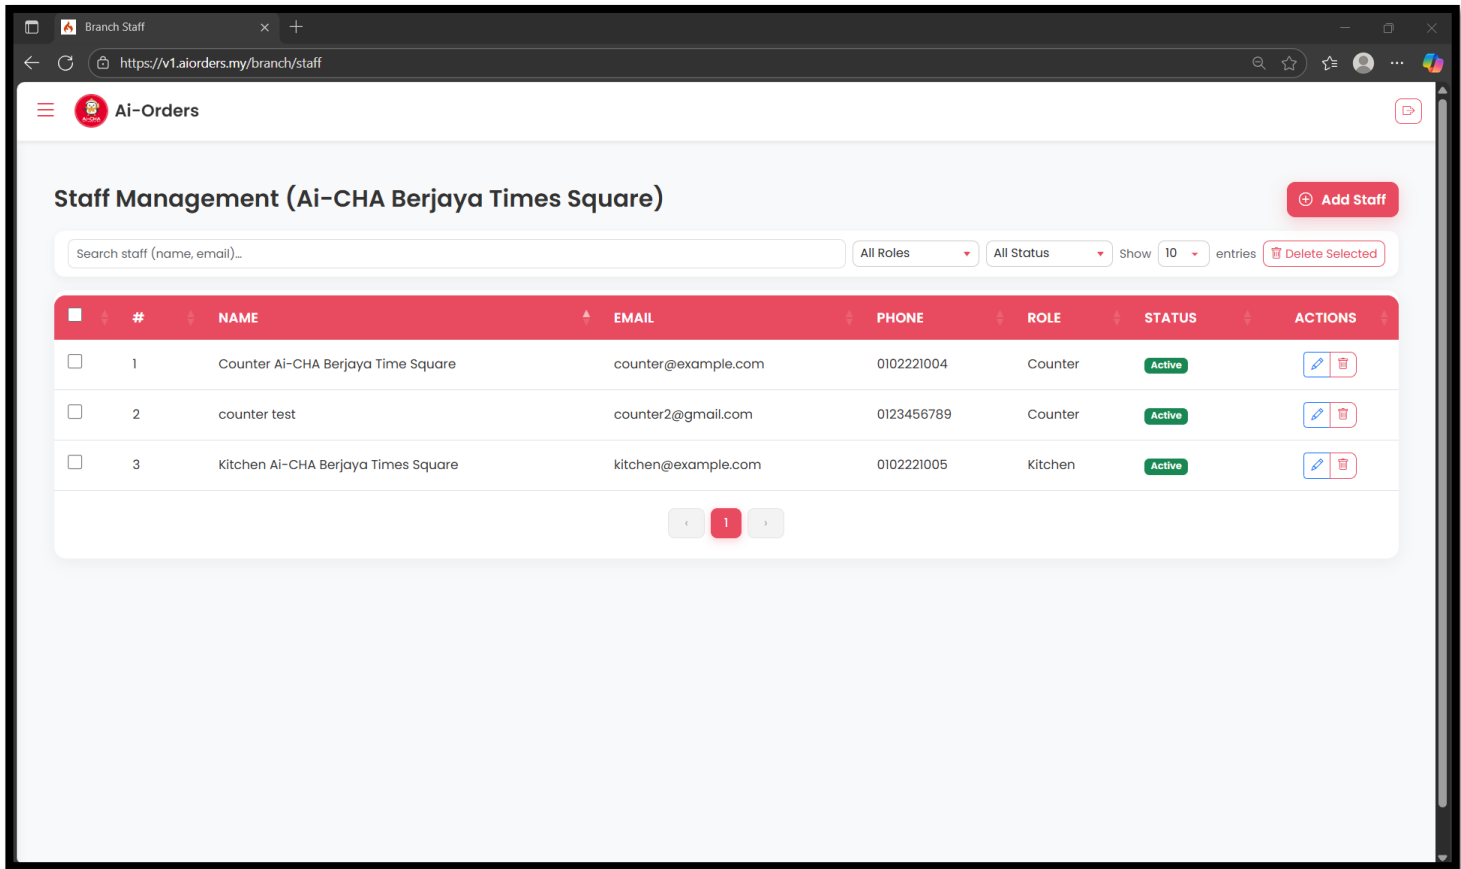 Branch Staff
https://v1.aiorders.my/branch/staff
Ai-CHA
Ai-Orders
Staff Management (Ai-CHA Berjaya Times Square)
Add Staff
Search staff (name, email)... All Roles All Status Show 10 entries Delete Selected
# NAME EMAIL PHONE ROLE STATUS ACTIONS
1 Counter Ai-CHA Berjaya Time Square counter@example.com 0102221004 Counter Active
2 counter test counter2@gmail.com 0123456789 Counter Active
3 Kitchen Ai-CHA Berjaya Times Square kitchen@example.com 0102221005 Kitchen Active
‹ 1 ›